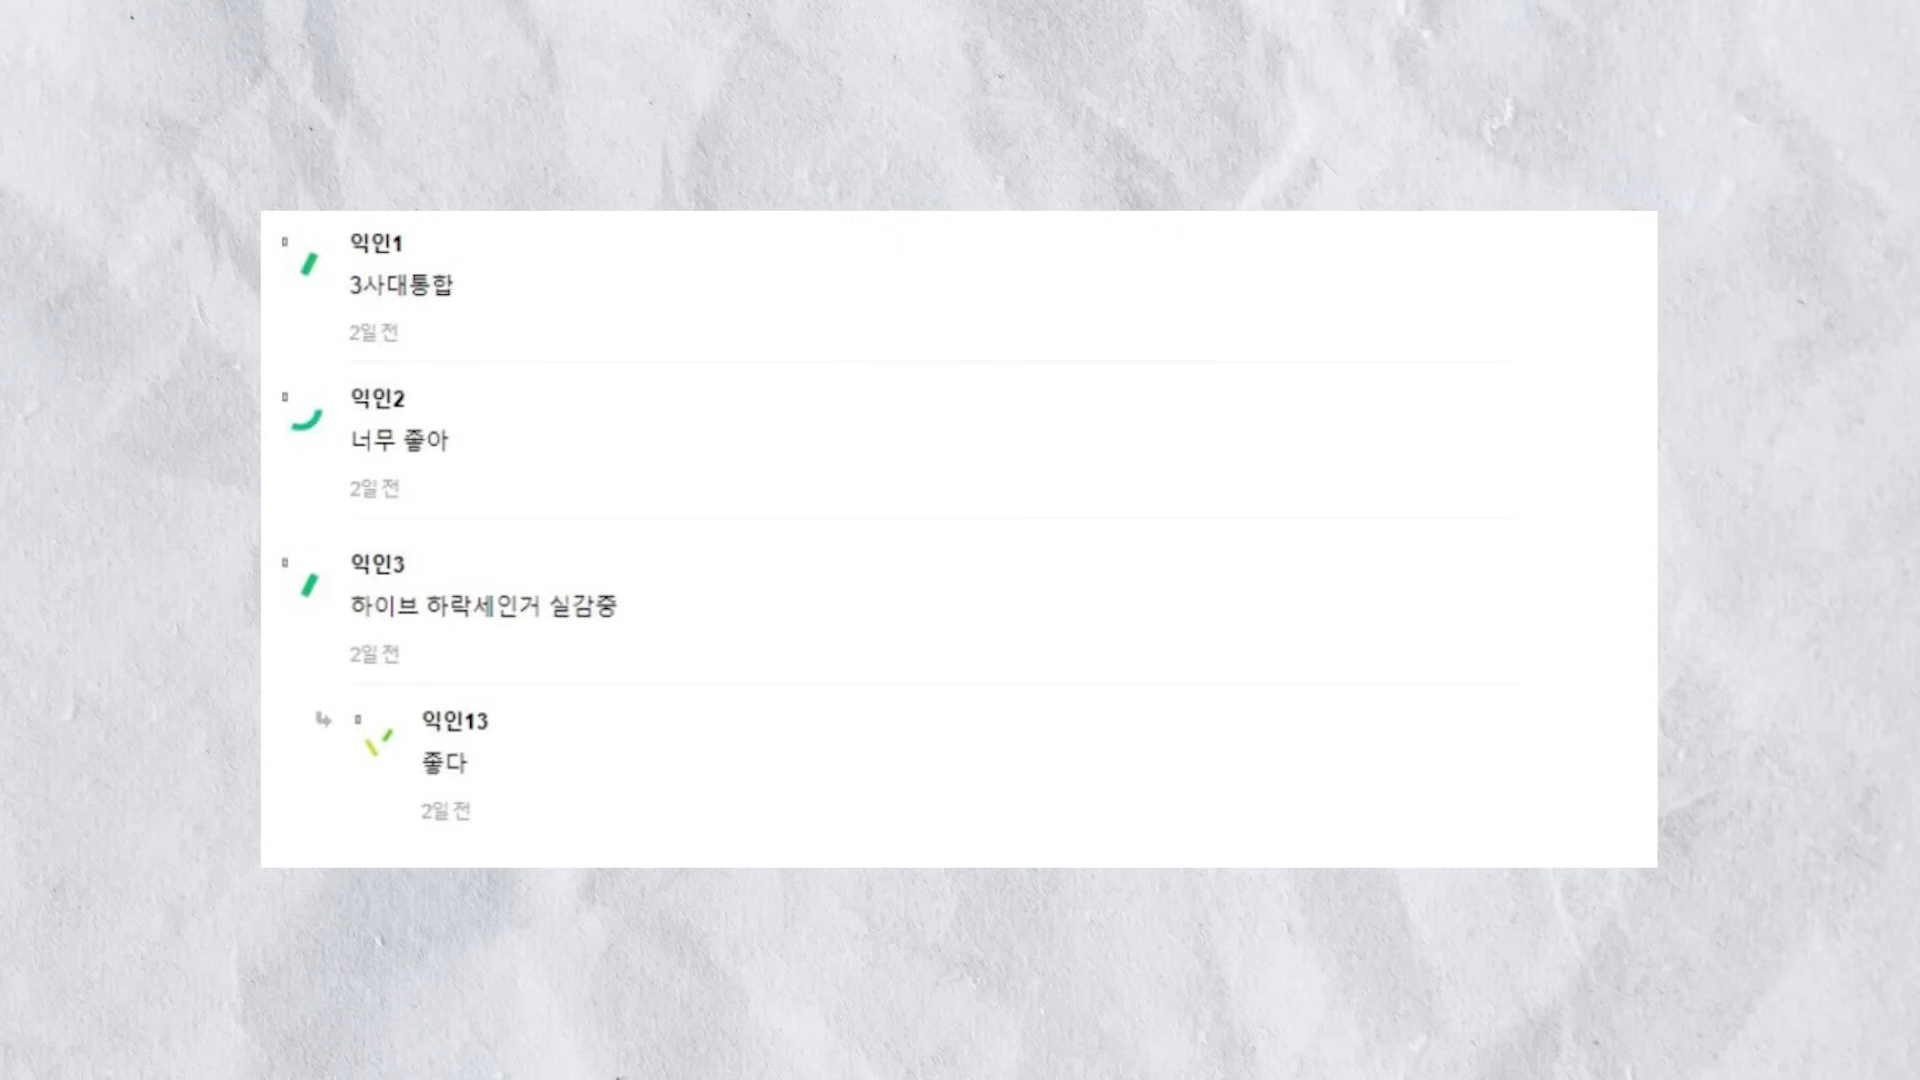 익인1
3사대통합
2일 전
익인2
너무 좋아
2일 전
익인3
하이브 하락세인거 실감중
2일 전
익인13
좋다
2일 전